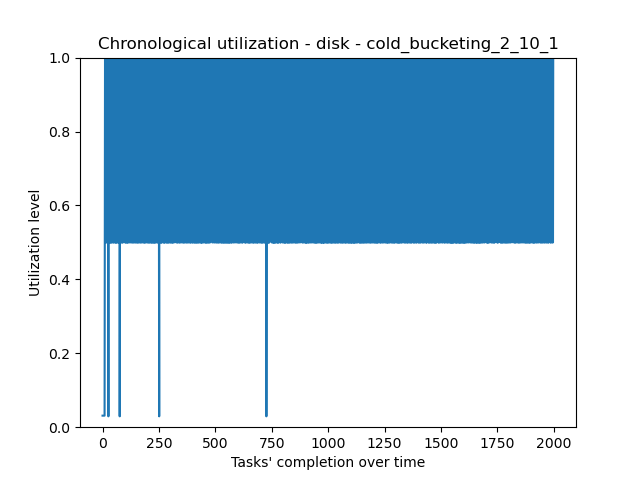 Chronological utilization - disk - cold_bucketing_2_10_1
Utilization level
1.0
0.8
0.6
0.4
0.2
0.0
0 250 500 750 1000 1250 1500 1750 2000
Tasks' completion over time